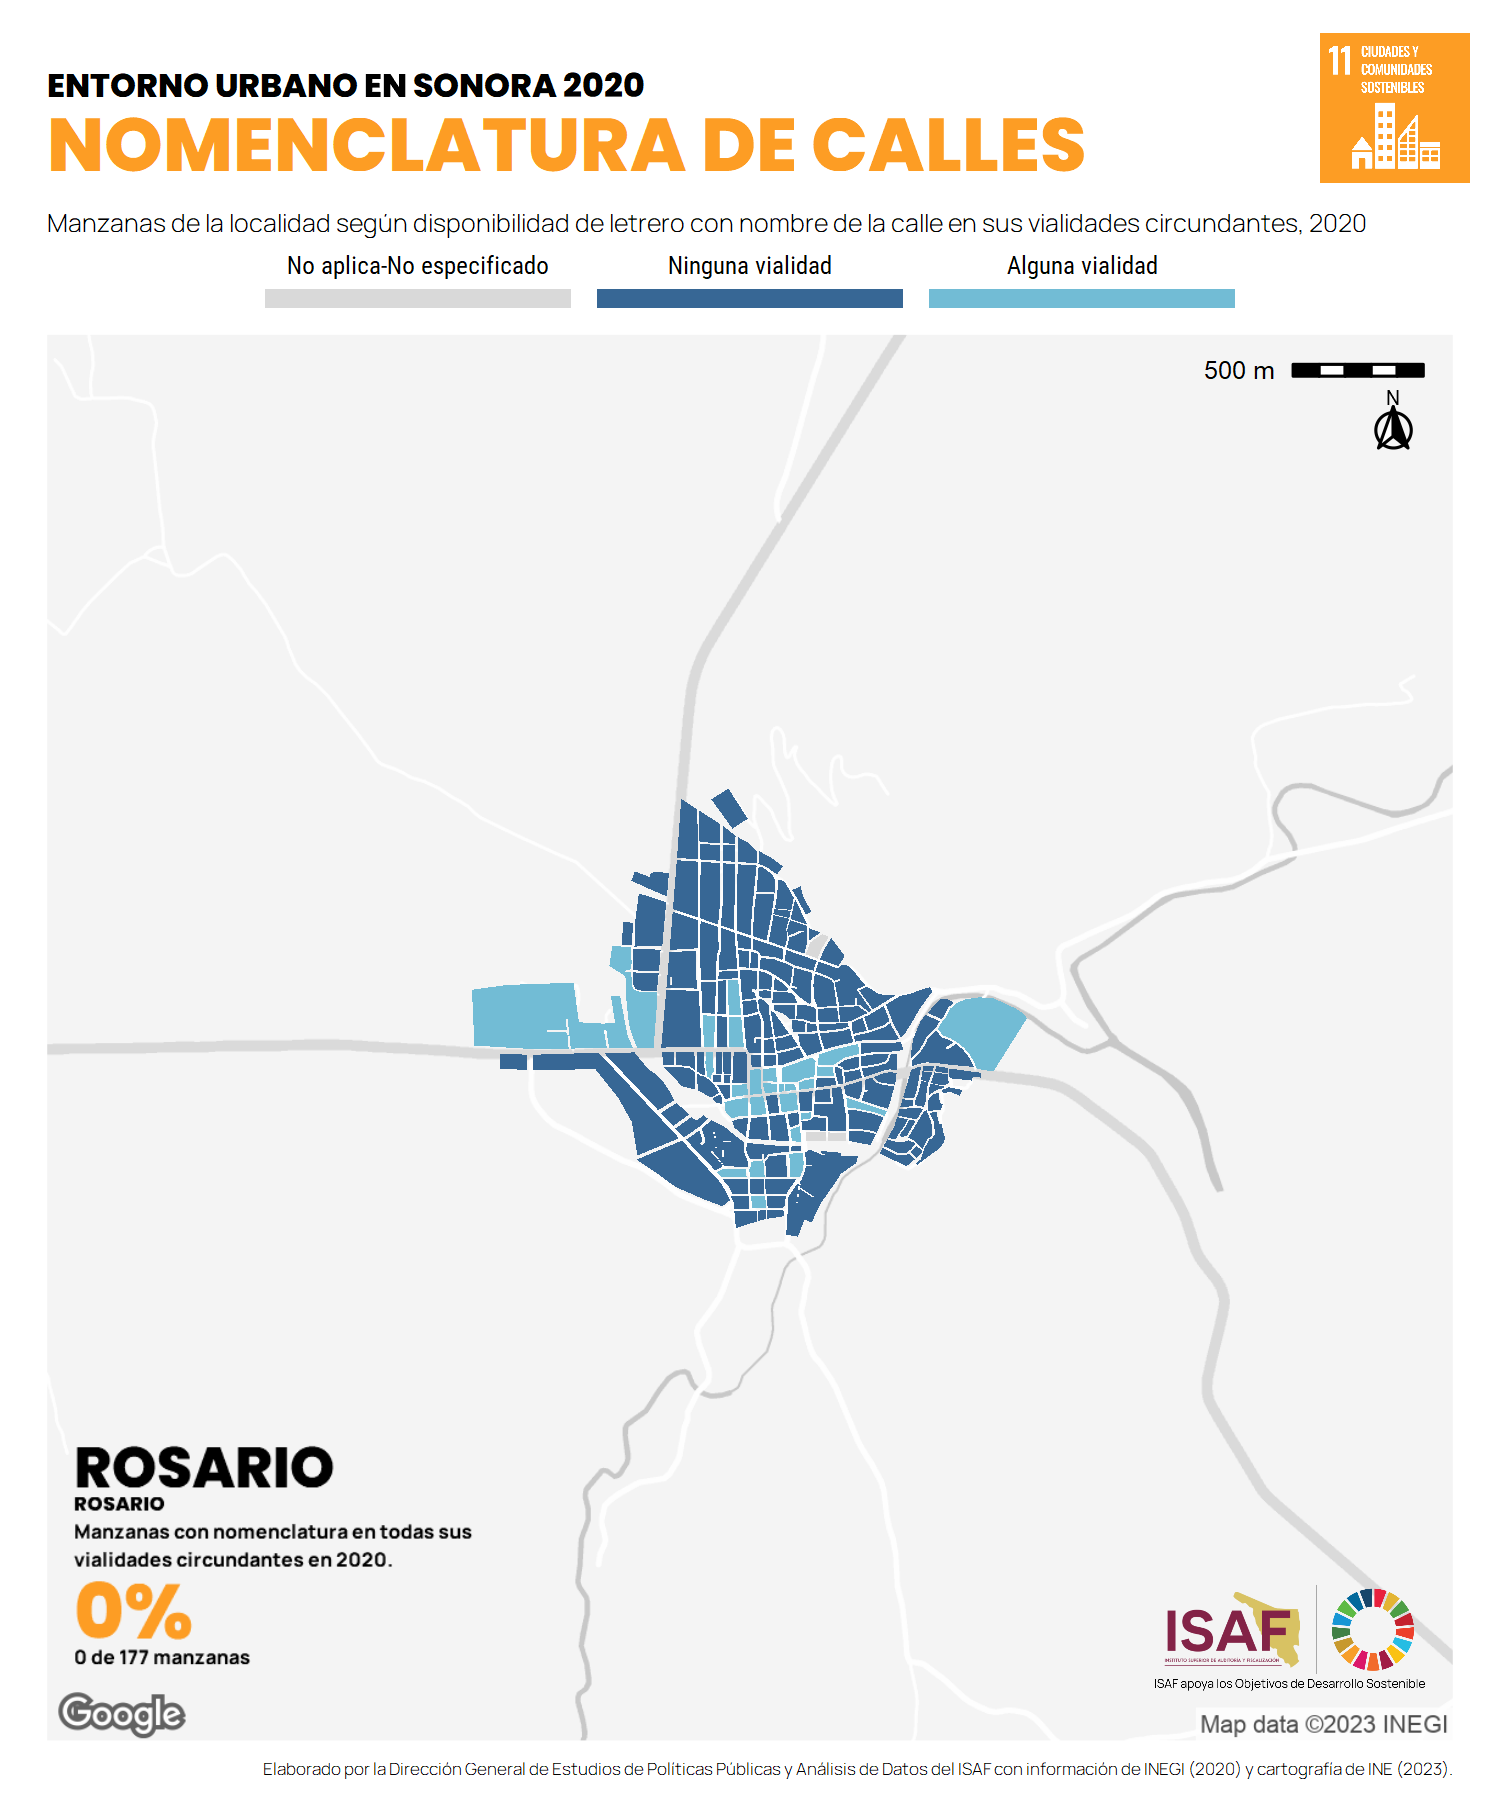 ENTORNO URBANO EN SONORA 2020
NOMENCLATURA DE CALLES
11 CIUDADES Y
COMUNIDADES
SOSTENIBLES
Manzanas de la localidad según disponibilidad de letrero con nombre de la calle en sus vialidades circundantes, 2020
No aplica-No especificado
Ninguna vialidad
Alguna vialidad
500 m
N
ROSARIO
ROSARIO
Manzanas con nomenclatura en todas sus
vialidades circundantes en 2020.
0%
0 de 177 manzanas
Google
ISAF
INSTITUTO SUPERIOR DE AUDITORÍA Y FISCALIZACIÓN
ISAF apoya los Objetivos de Desarrollo Sostenible
Map data ©2023 INEGI
Elaborado por la Dirección General de Estudios de Políticas Públicas y Análisis de Datos del ISAF con información de INEGI (2020) y cartografía de INE (2023).